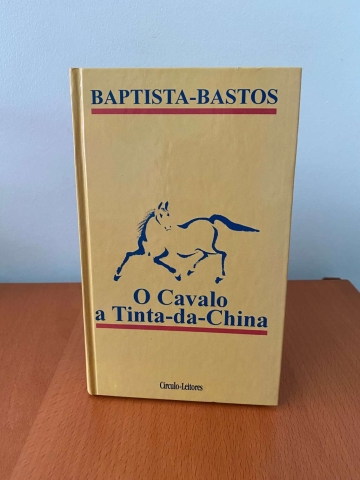 BAPTISTA-BASTOS
O Cavalo
a Tinta-da-China
Círculo-Leitores